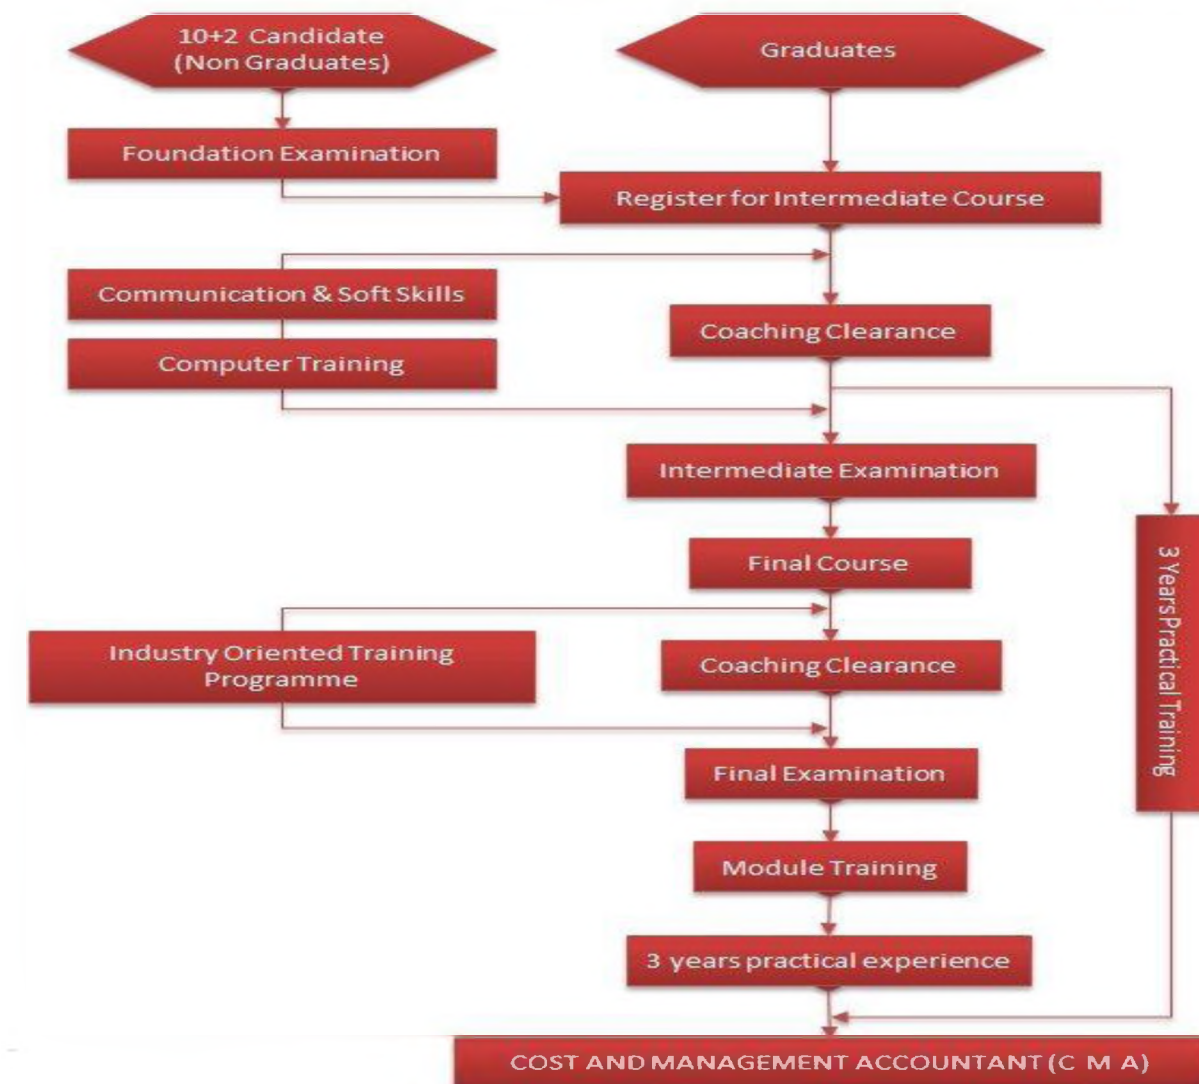 10+2 Candidate
(Non Graduates)
Graduates
Foundation Examination
Register for Intermediate Course
Communication & Soft Skills
Coaching Clearance
Computer Training
Intermediate Examination
Final Course
3 Years Practical Training
Industry Oriented Training
Programme
Coaching Clearance
Final Examination
Module Training
3 years practical experience
COST AND MANAGEMENT ACCOUNTANT (C M A)